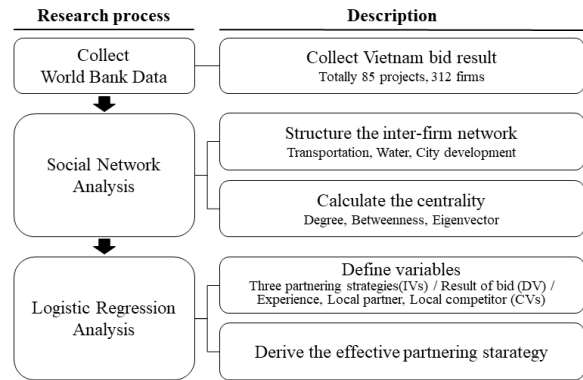 Research process
Description
Collect
World Bank Data
Collect Vietnam bid result
Totally 85 projects, 312 firms
Social Network
Analysis
Structure the inter-firm network
Transportation, Water, City development
Calculate the centrality
Degree, Betweenness, Eigenvector
Logistic Regression
Analysis
Define variables
Three partnering strategies(IVs) / Result of bid (DV) /
Experience, Local partner, Local competitor (CVs)
Derive the effective partnering starategy